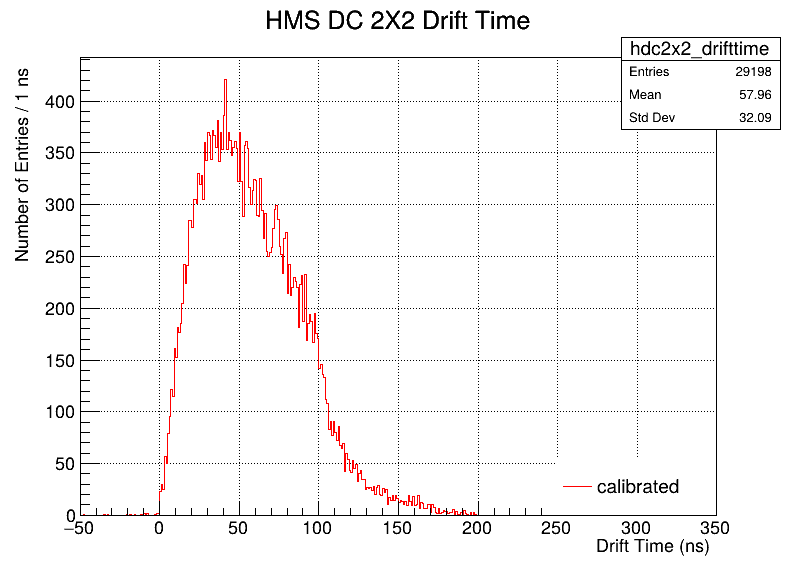 HMS DC 2X2 Drift Time
hdc2x2_drifttime
Entries 29198
Mean 57.96
Std Dev 32.09
Number of Entries / 1 ns
400
350
300
250
200
150
100
50
0
−50 0 50 100 150 200 250 300 350
Drift Time (ns)
calibrated